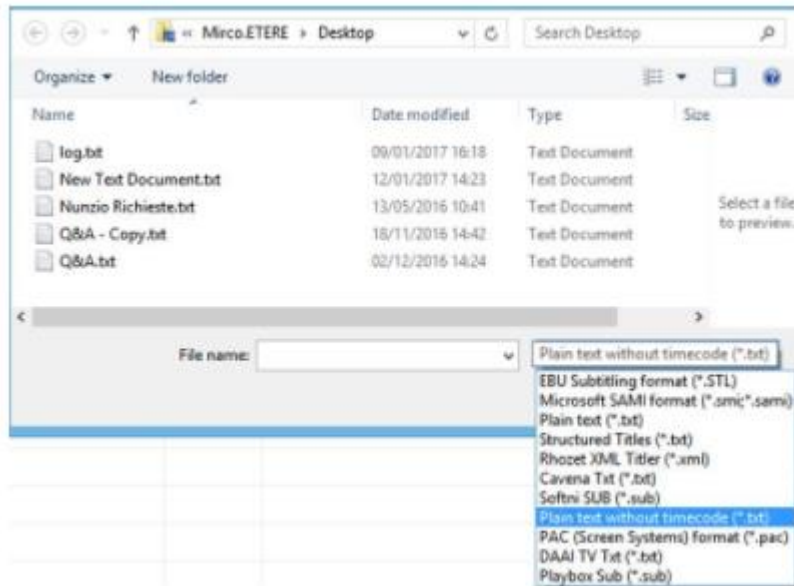 « Mirco.ETERE › Desktop Search Desktop
Organize New folder
Name Date modified Type Size
log.txt 09/01/2017 16:18 Text Document
New Text Document.txt 12/01/2017 14:23 Text Document
Nunzio Richieste.txt 13/05/2016 10:41 Text Document
Q&A - Copy.txt 18/11/2016 14:42 Text Document
Q&A.txt 02/12/2016 14:24 Text Document
Select a file
to preview.
File name: Plain text without timecode (*.txt)
EBU Subtitling format (*.STL)
Microsoft SAMI format (*.smi;*.sami)
Plain text (*.txt)
Structured Titles (*.txt)
Rhozet XML Titler (*.xml)
Cavena Txt (*.txt)
Softni SUB (*.sub)
Plain text without timecode (*.txt)
PAC (Screen Systems) format (*.pac)
DAAI TV Txt (*.txt)
Playbox Sub (*.sub)